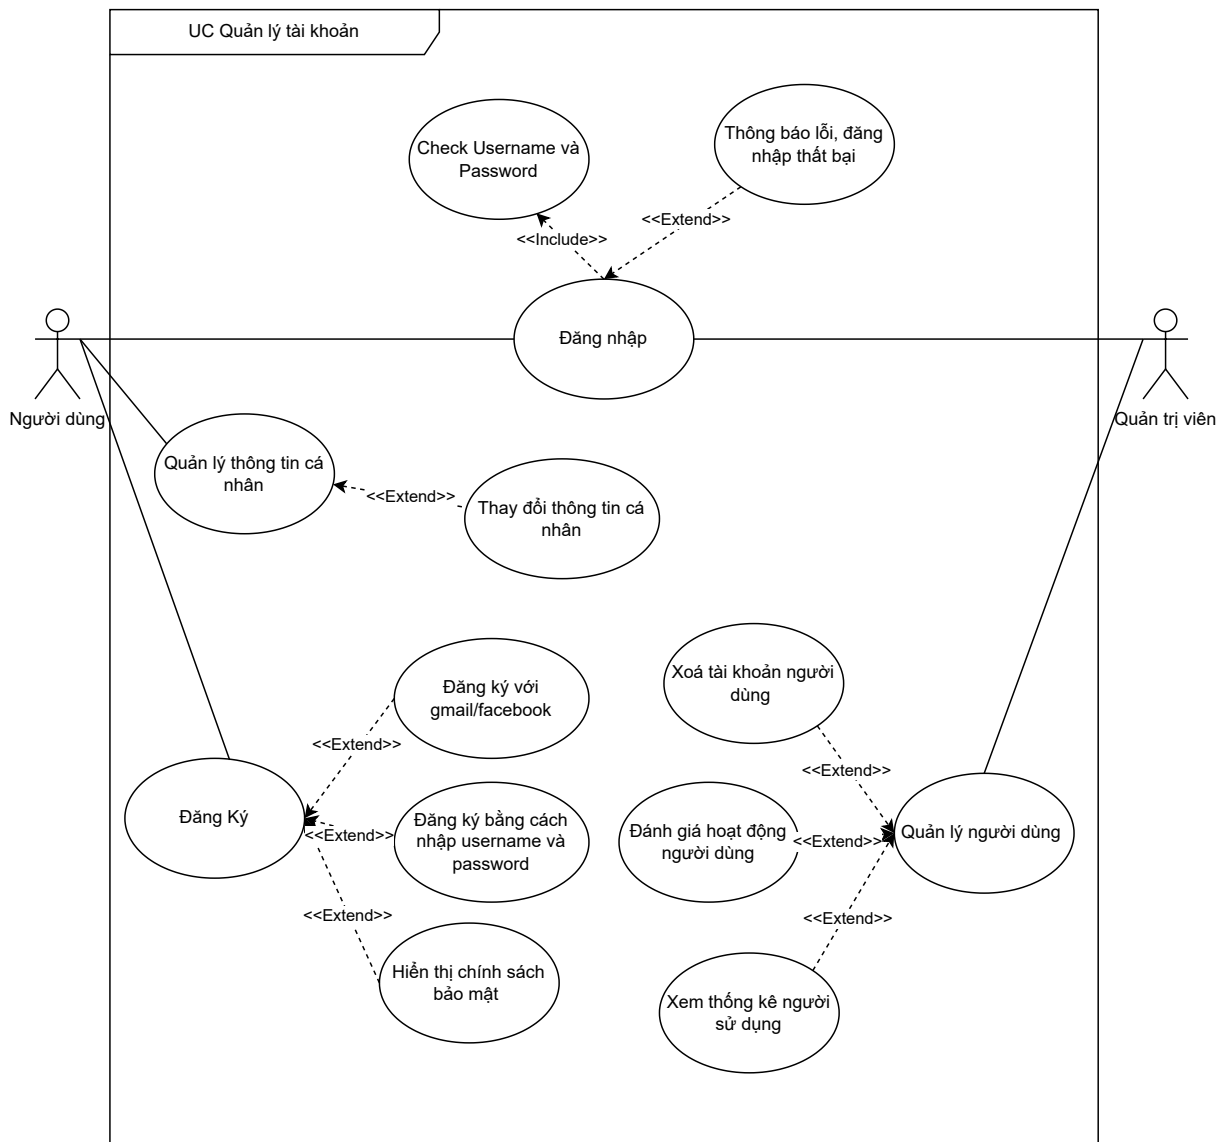 UC Quản lý tài khoản
Check Username và
Password
Thông báo lỗi, đăng
nhập thất bại
<<Extend>>
<<Include>>
Đăng nhập
Người dùng
Quản trị viên
Quản lý thông tin cá
nhân
<<Extend>>
Thay đổi thông tin cá
nhân
Đăng ký với
gmail/facebook
Xoá tài khoản người
dùng
<<Extend>>
<<Extend>>
Đăng Ký
<<Extend>>
Đăng ký bằng cách
nhập username và
password
Đánh giá hoạt động
người dùng
<<Extend>>
Quản lý người dùng
<<Extend>>
<<Extend>>
Hiển thị chính sách
bảo mật
Xem thống kê người
sử dụng